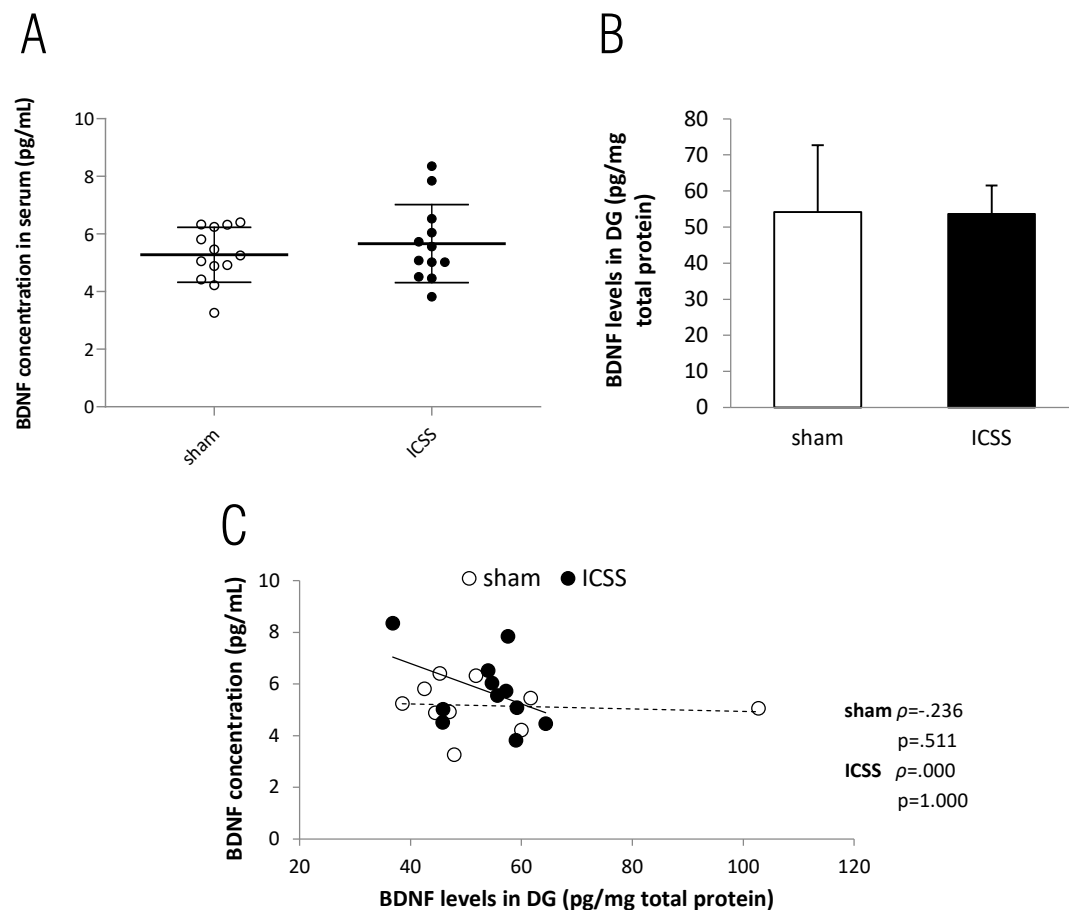 A
BDNF concentration in serum (pg/mL)
10
8
6
4
2
0
sham
ICSS
B
BDNF levels in DG (pg/mg
total protein)
80
70
60
50
40
30
20
10
0
sham
ICSS
C
sham ICSS
BDNF concentration (pg/mL)
10
8
6
4
2
0
20 40 60 80 100 120
BDNF levels in DG (pg/mg total protein)
sham ρ=-.236
p=.511
ICSS ρ=.000
p=1.000